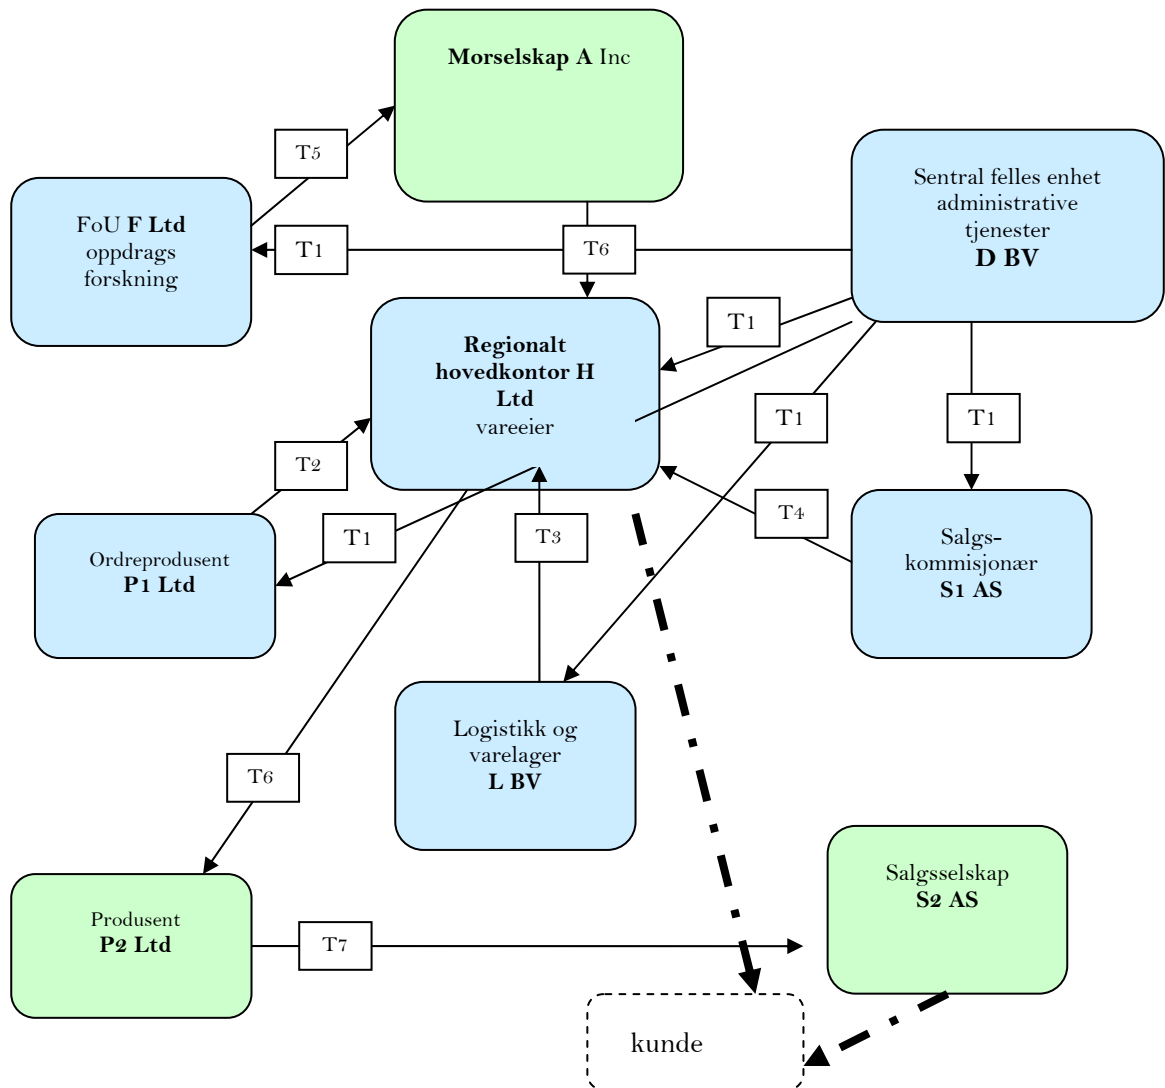 Morselskap A Inc
T5
Sentral felles enhet
administrative
tjenester
D BV
FoU F Ltd
oppdrags
forskning
T1
T6
T1
Regionalt
hovedkontor H
Ltd
vareeier
T1
T1
T2
T4
T1
T3
Ordreprodusent
P1 Ltd
Salgs-
kommisjonær
S1 AS
Logistikk og
varelager
L BV
T6
Salgsselskap
S2 AS
Produsent
P2 Ltd
T7
kunde